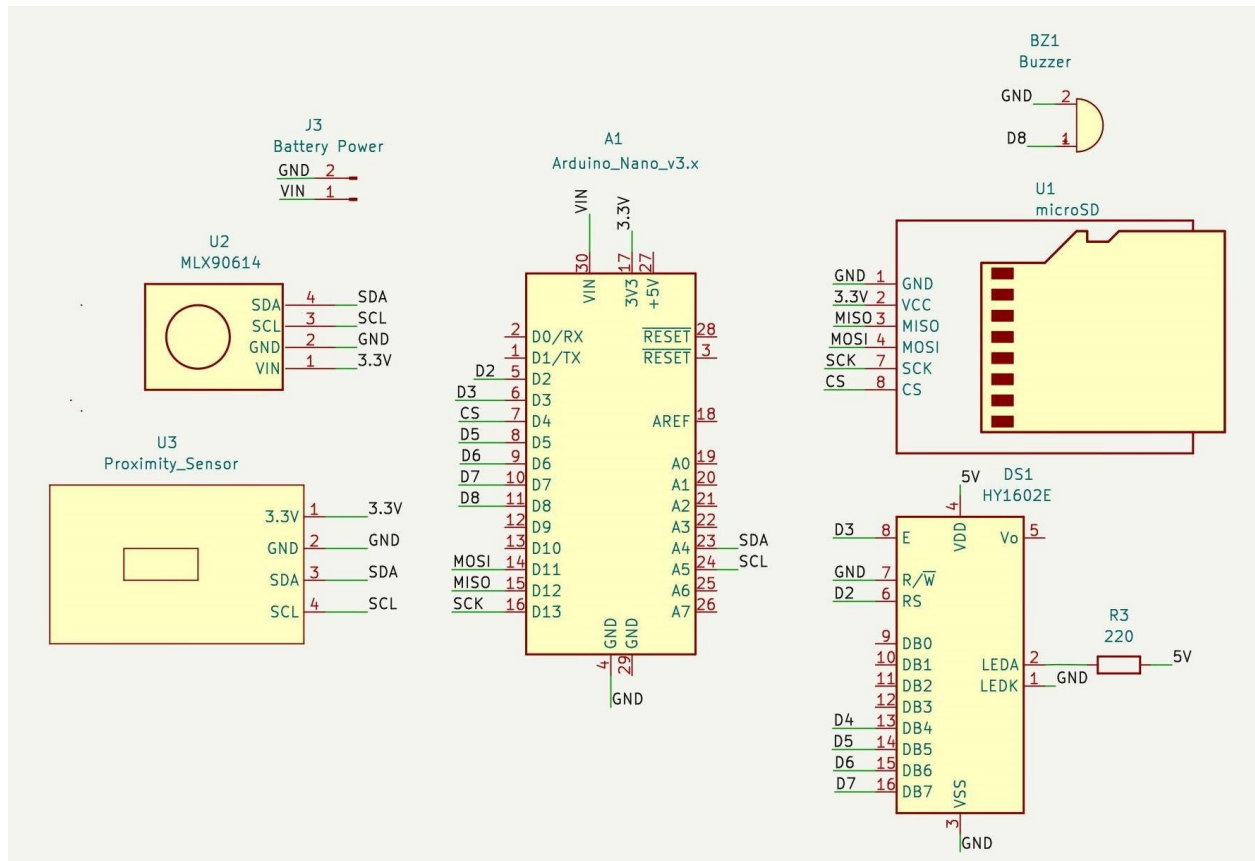 BZ1
Buzzer
GND 2
D8 1
J3
Battery Power
GND 2
VIN 1
A1
Arduino_Nano_v3.x
VIN
3.3V
30
17
27
VIN
3V3
+5V
2 D0/RX
1 D1/TX
D2 5 D2
D3 6 D3
CS 7 D4
D5 8 D5
D6 9 D6
D7 10 D7
D8 11 D8
12 D9
13 D10
MOSI 14 D11
MISO 15 D12
SCK 16 D13
RESET 28
RESET 3
AREF 18
A0 19
A1 20
A2 21
A3 22
A4 23 SDA
A5 24 SCL
A6 25
A7 26
GND
GND
4
29
GND
U2
MLX90614
SDA 4 SDA
SCL 3 SCL
GND 2 GND
VIN 1 3.3V
U3
Proximity_Sensor
3.3V 1 3.3V
GND 2 GND
SDA 3 SDA
SCL 4 SCL
U1
microSD
GND 1 GND
3.3V 2 VCC
MISO 3 MISO
MOSI 4 MOSI
SCK 7 SCK
CS 8 CS
DS1
HY1602E
5V
4
VDD
Vo 5
D3 8 E
GND 7 R/W
D2 6 RS
9 DB0
10 DB1
11 DB2
12 DB3
D4 13 DB4
D5 14 DB5
D6 15 DB6
D7 16 DB7
LEDA 2
LEDK 1 GND
R3
220
5V
VSS
3
GND